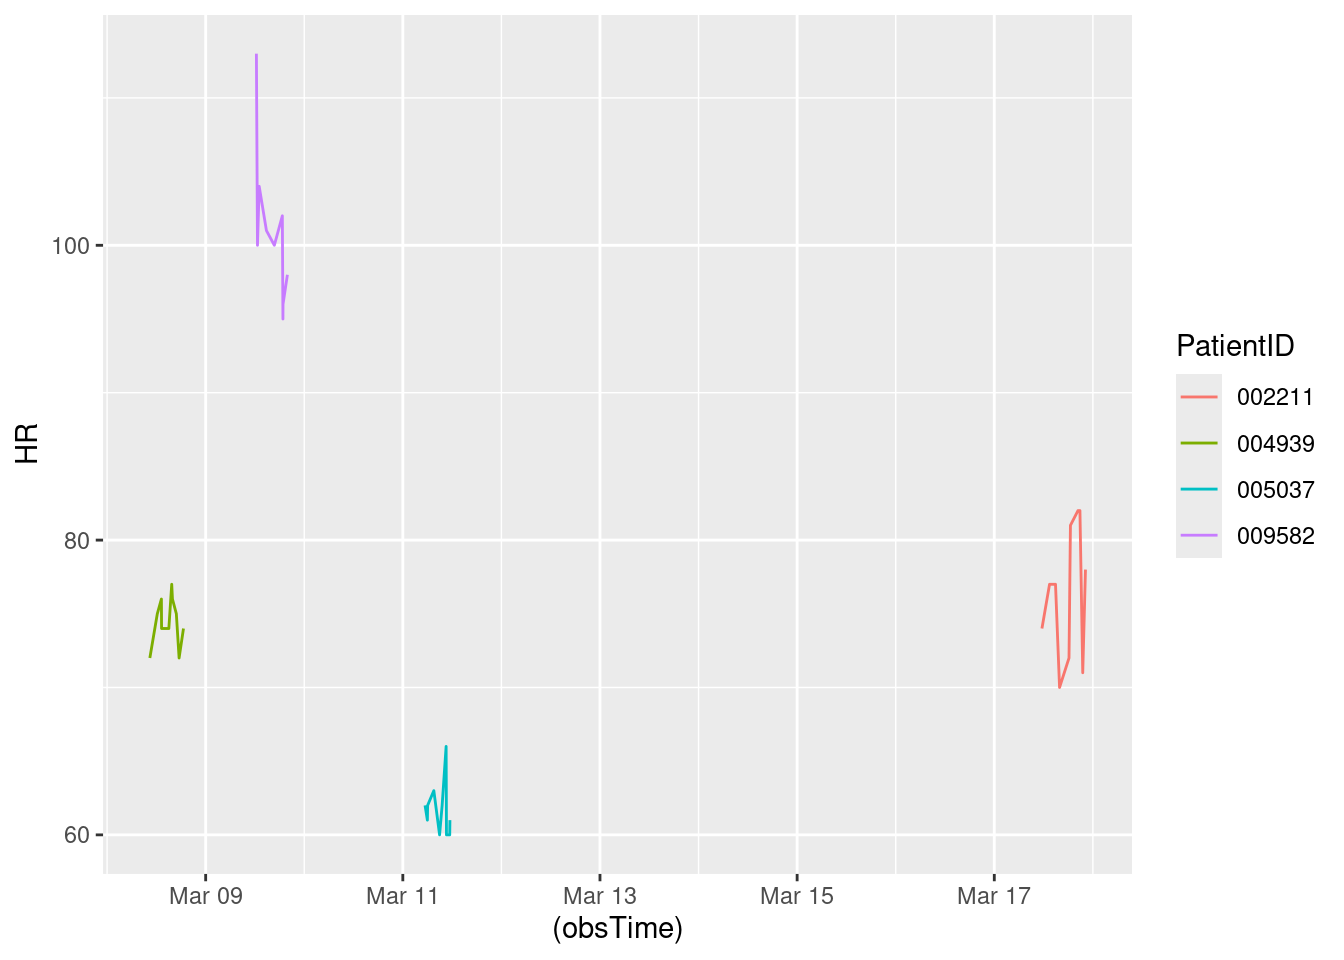 HR
100
80
60
Mar 09
Mar 11
Mar 13
Mar 15
Mar 17
(obsTime)
PatientID
002211
004939
005037
009582